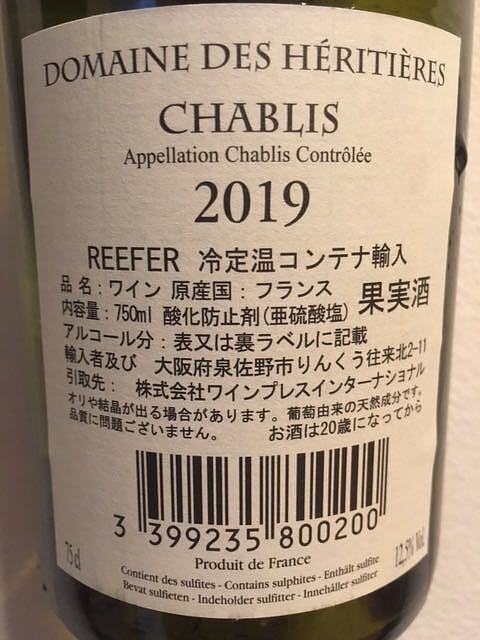 DOMAINE DES HÉRITIÈRES
CHABLIS
Appellation Chablis Contrôlée
2019
REEFER 冷定温コンテナ輸入
品 名：ワイン 原産国：フランス 果実酒
内容量：750ml 酸化防止剤(亜硫酸塩)
アルコール分：表又は裏ラベルに記載
輸入者及び 大阪府泉佐野市りんくう往来北2-11
引取先： 株式会社ワインプレスインターナショナル
オリや結晶が出る場合があります。葡萄由来の天然成分です。
品質に問題ございません。 お酒は20歳になってから
3 399235 800200
75 cl Produit de France 12,5% Vol.
Contient des sulfites - Contains sulphites - Enthält sulfite
Bevat sulfieten - Indeholder sulfitter - Innehåller sulfiter